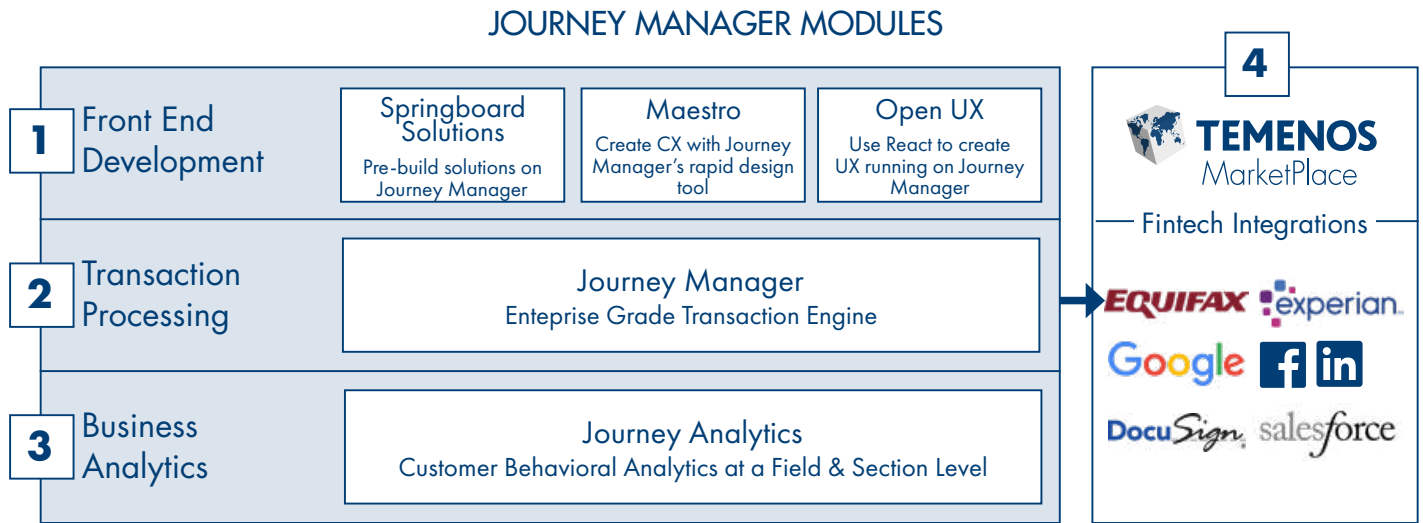 JOURNEY MANAGER MODULES
1
Front End
Development
Springboard
Solutions
Pre-build solutions on
Journey Manager
Maestro
Create CX with Journey
Manager's rapid design
tool
Open UX
Use React to create
UX running on Journey
Manager
2
Transaction
Processing
Journey Manager
Enteprise Grade Transaction Engine
3
Business
Analytics
Journey Analytics
Customer Behavioral Analytics at a Field & Section Level
4
TEMENOS
MarketPlace
Fintech Integrations
EQUIFAX experian.
Google f in
DocuSign. salesforce